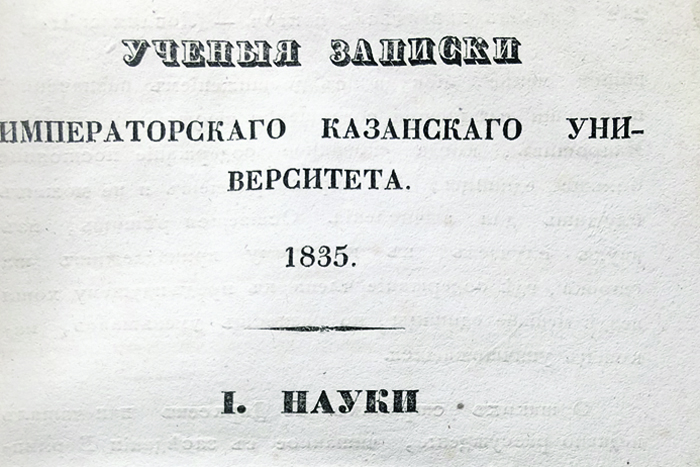 УЧЕНЫЯ ЗАПИСКИ
ИМПЕРАТОРСКАГО КАЗАНСКАГО УНИ-
ВЕРСИТЕТА.
1835.
I. НАУКИ